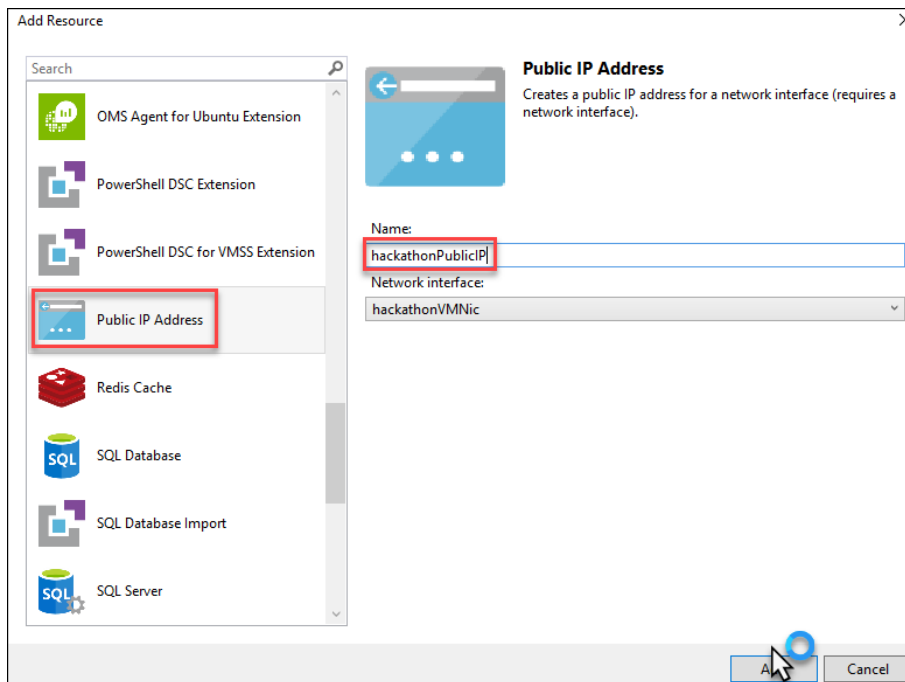 Add Resource
Search
OMS Agent for Ubuntu Extension
PowerShell DSC Extension
PowerShell DSC for VMSS Extension
Public IP Address
Redis Cache
SQL
SQL Database
SQL Database Import
SQL
SQL Server
Public IP Address
Creates a public IP address for a network interface (requires a
network interface).
Name:
hackathonPublicIP
Network interface:
hackathonVMNic
Cancel